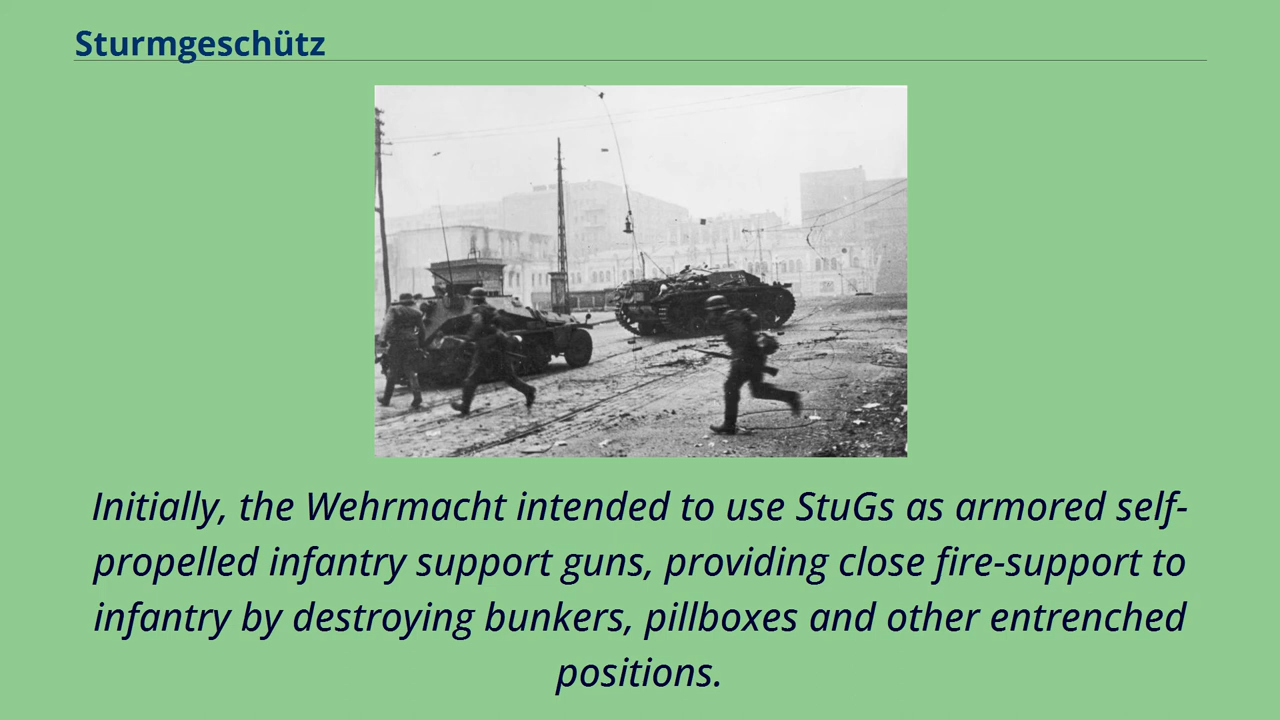 Sturmgeschütz
Initially, the Wehrmacht intended to use StuGs as armored self-
propelled infantry support guns, providing close fire-support to
infantry by destroying bunkers, pillboxes and other entrenched
positions.